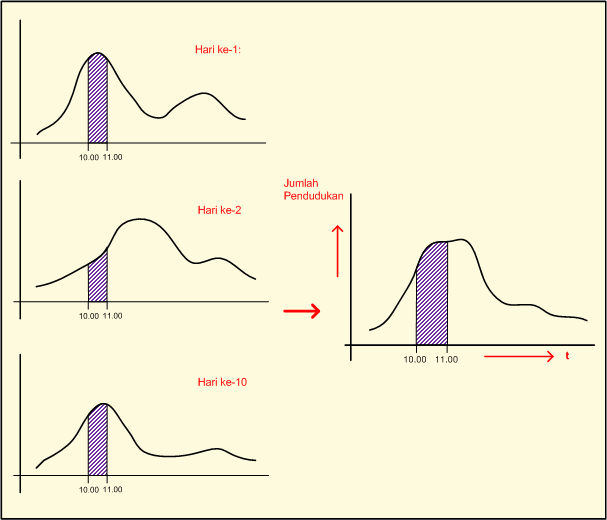 Hari ke-1:
10.00 11.00
Hari ke-2
10.00 11.00
Hari ke-10
10.00 11.00
Jumlah
Pendudukan
10.00 11.00
t